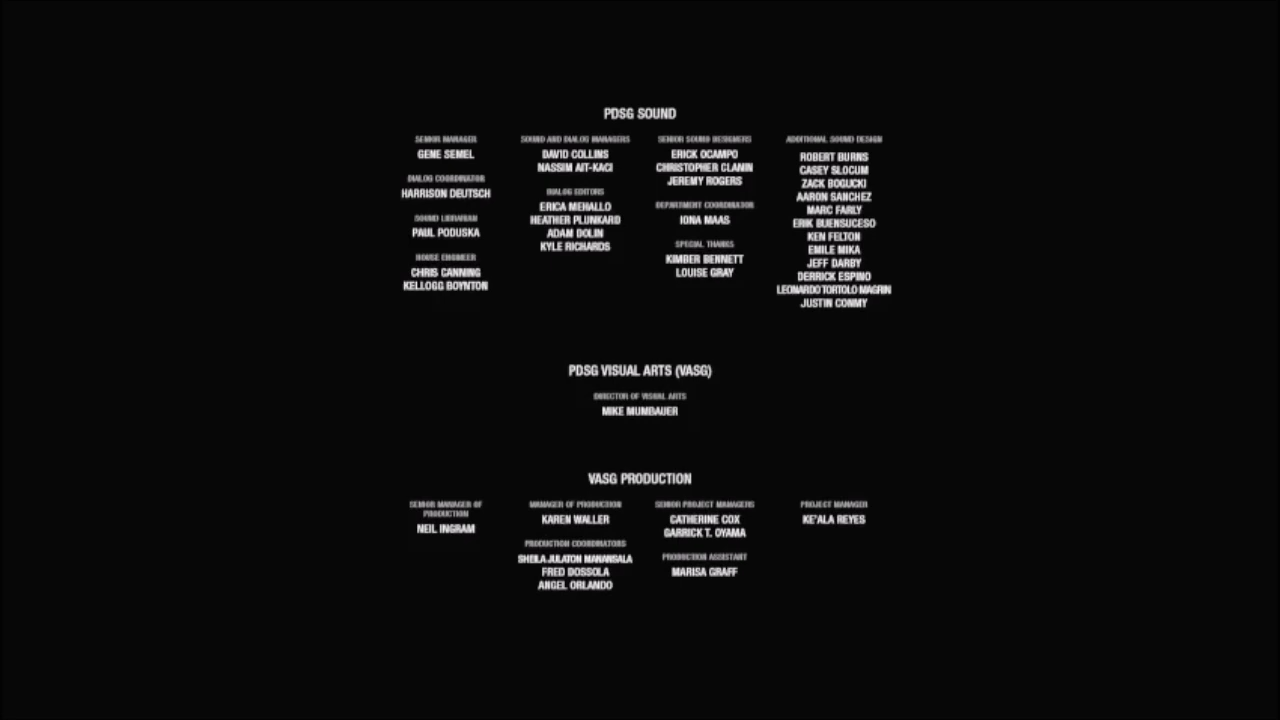 PDSG SOUND
SENIOR MANAGER
GENE SEMEL
DIALOG COORDINATOR
HARRISON DEUTSCH
SOUND LIBRARIAN
PAUL PODUSKA
HOUSE ENGINEER
CHRIS CANNING
KELLOGG BOYNTON
SOUND AND DIALOG MANAGERS
DAVID COLLINS
NASSIM AIT-KACI
DIALOG EDITORS
ERICA MEHALLO
HEATHER PLUNKARD
ADAM DOLIN
KYLE RICHARDS
SENIOR SOUND DESIGNERS
ERICK OCAMPO
CHRISTOPHER CLANIN
JEREMY ROGERS
DEPARTMENT COORDINATOR
IONA MAAS
SPECIAL THANKS
KIMBER BENNETT
LOUISE GRAY
ADDITIONAL SOUND DESIGN
ROBERT BURNS
CASEY SLOCUM
ZACK BOGUCKI
AARON SANCHEZ
MARC FARLY
ERIK BUENSUCESO
KEN FELTON
EMILE MIKA
JEFF DARBY
DERRICK ESPINO
LEONARDO TORTOLO MAGRIN
JUSTIN CONMY
PDSG VISUAL ARTS (VASG)
DIRECTOR OF VISUAL ARTS
MIKE MUMBAUER
VASG PRODUCTION
SENIOR MANAGER OF
PRODUCTION
NEIL INGRAM
MANAGER OF PRODUCTION
KAREN WALLER
PRODUCTION COORDINATORS
SHEILA JULATON MANANSALA
FRED DOSSOLA
ANGEL ORLANDO
SENIOR PROJECT MANAGERS
CATHERINE COX
GARRICK T. OYAMA
PRODUCTION ASSISTANT
MARISA GRAFF
PROJECT MANAGER
KE'ALA REYES